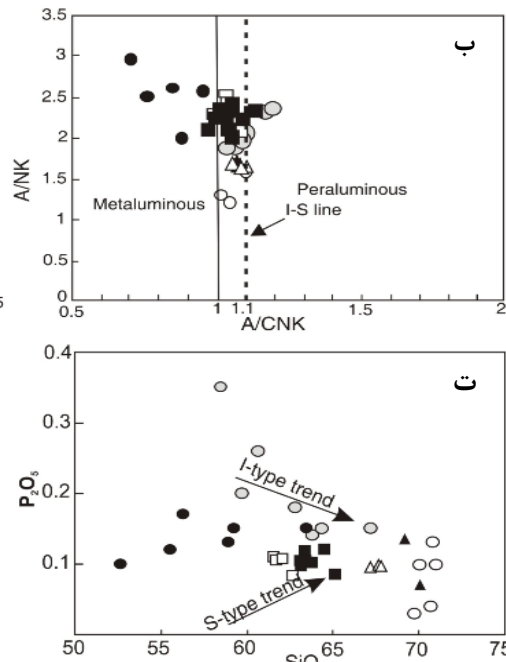 3.5
ب
3
2.5
2
A/NK
1.5
Metaluminous
Peraluminous
I-S line
1
0.5
0
0.5
1
1.1
1.5
2
A/CNK
0.4
ت
0.3
P₂O₅
I-type trend
0.2
0.1
S-type trend
0
50
55
60
65
70
75